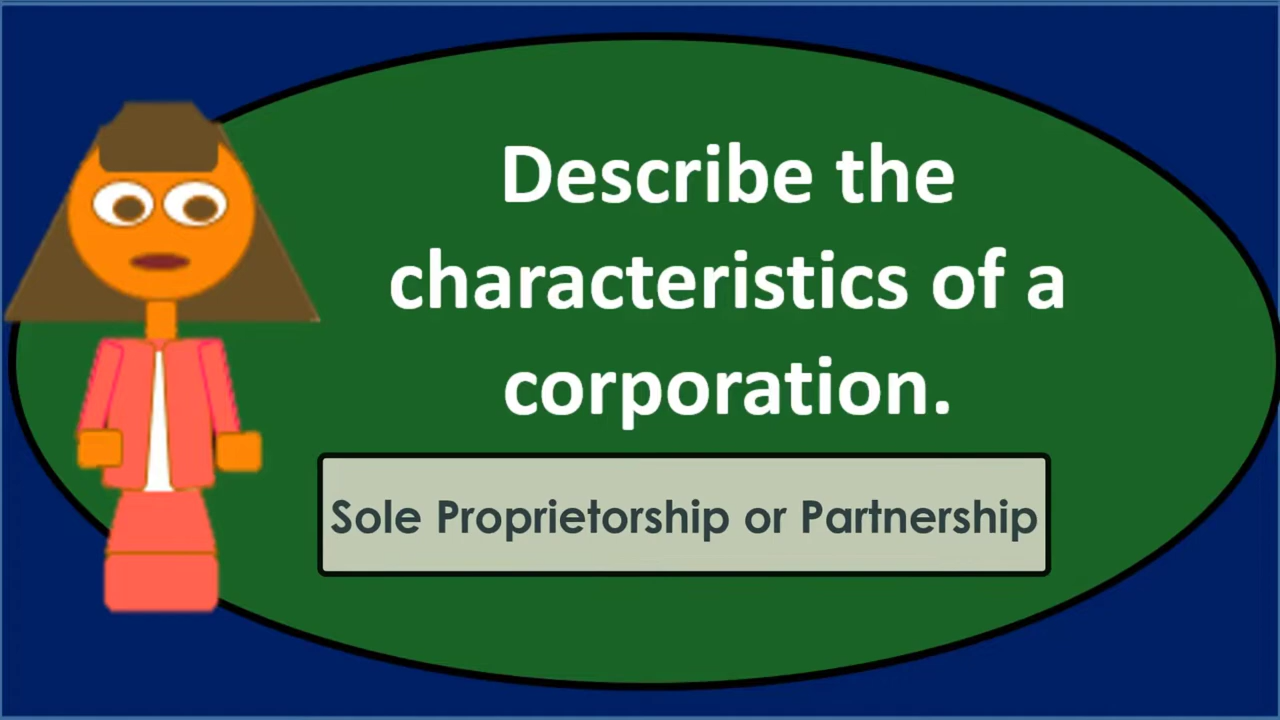 Describe the
characteristics of a
corporation.
Sole Proprietorship or Partnership